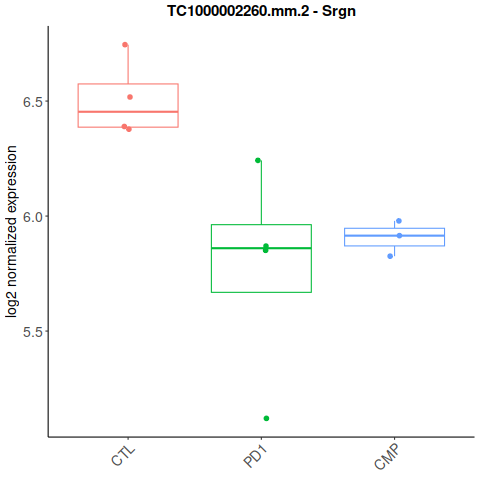 TC1000002260.mm.2 - Srgn
log2 normalized expression
6.5
6.0
5.5
CTL
PD1
CMP